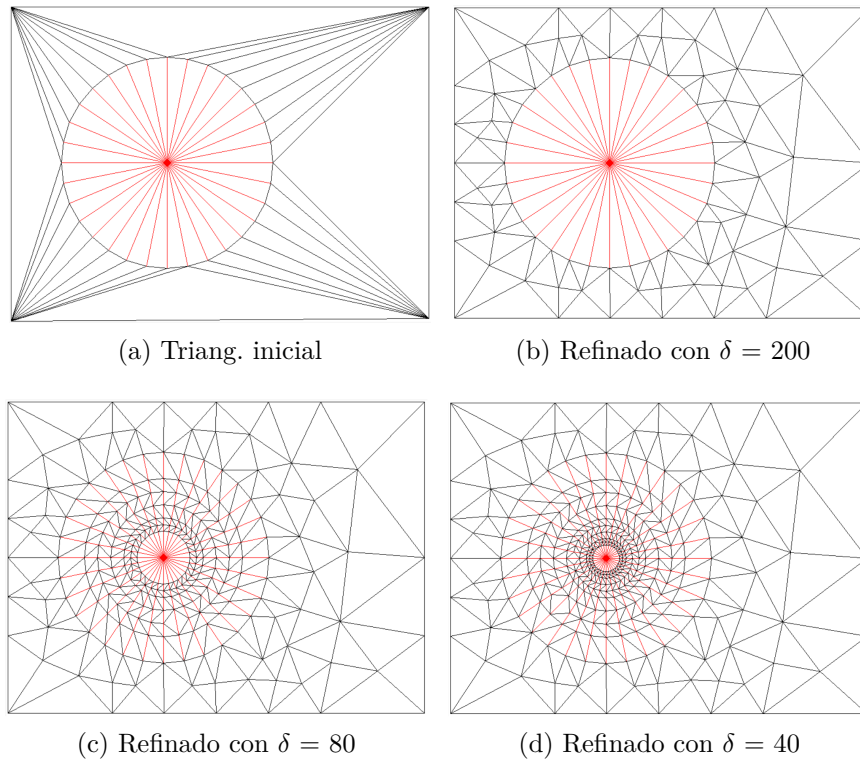 (a) Triang. inicial
(b) Refinado con δ = 200
(c) Refinado con δ = 80
(d) Refinado con δ = 40